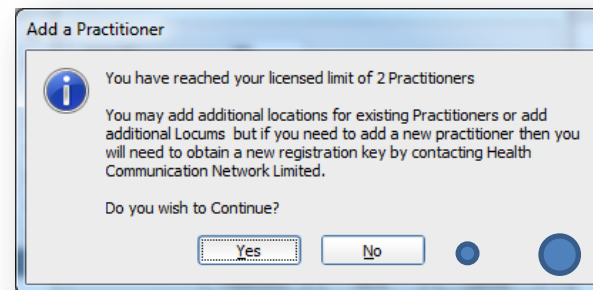 Add a Practitioner
You have reached your licensed limit of 2 Practitioners
You may add additional locations for existing Practitioners or add
additional Locums but if you need to add a new practitioner then you
will need to obtain a new registration key by contacting Health
Communication Network Limited.
Do you wish to Continue?
Yes No